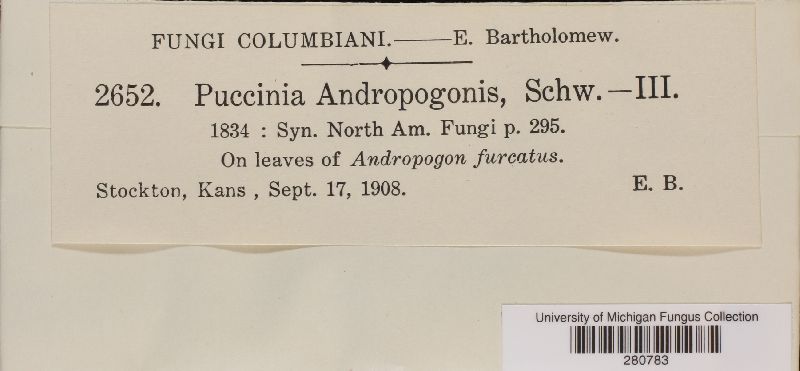 FUNGI COLUMBIANI.——E. Bartholomew.
2652. Puccinia Andropogonis, Schw.—III.
1834 : Syn. North Am. Fungi p. 295.
On leaves of Andropogon furcatus.
Stockton, Kans , Sept. 17, 1908. E. B.
University of Michigan Fungus Collection
280783